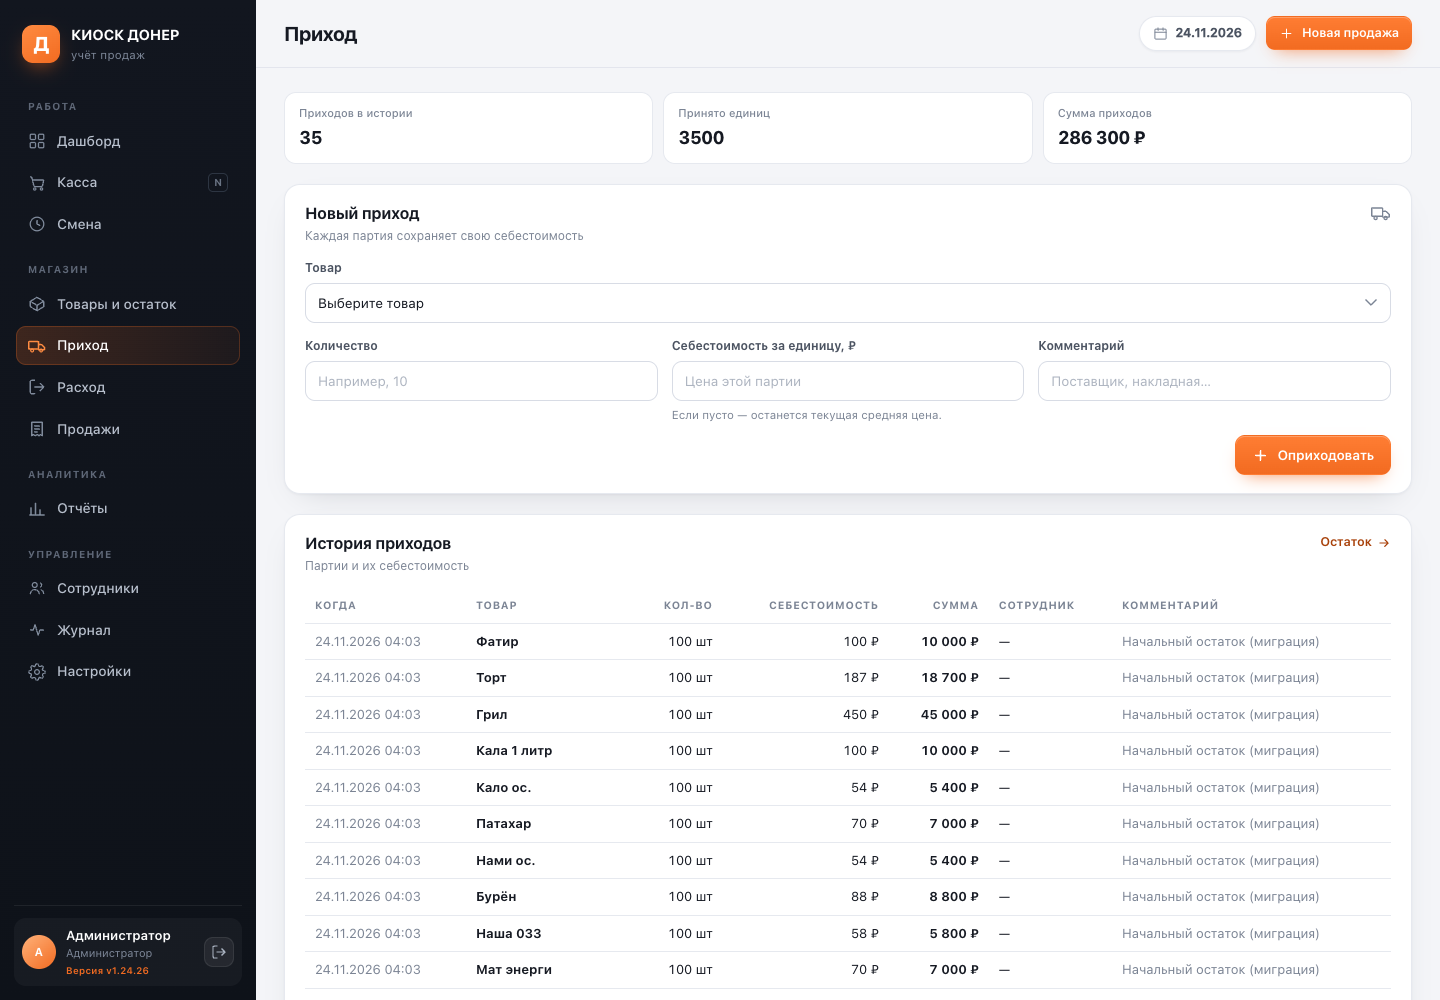 Д
КИОСК ДОНЕР
учёт продаж
РАБОТА
Дашборд
Касса N
Смена
МАГАЗИН
Товары и остаток
Приход
Расход
Продажи
АНАЛИТИКА
Отчёты
УПРАВЛЕНИЕ
Сотрудники
Журнал
Настройки
А
Администратор
Администратор
Версия v1.24.26
Приход
24.11.2026
Новая продажа
Приходов в истории
35
Принято единиц
3500
Сумма приходов
286 300 ₽
Новый приход
Каждая партия сохраняет свою себестоимость
Товар
Выберите товар
Количество
Например, 10
Себестоимость за единицу, ₽
Цена этой партии
Если пусто — останется текущая средняя цена.
Комментарий
Поставщик, накладная…
Оприходовать
История приходов
Партии и их себестоимость
Остаток →
КОГДА ТОВАР КОЛ-ВО СЕБЕСТОИМОСТЬ СУММА СОТРУДНИК КОММЕНТАРИЙ
24.11.2026 04:03 Фатир 100 шт 100 ₽ 10 000 ₽ — Начальный остаток (миграция)
24.11.2026 04:03 Торт 100 шт 187 ₽ 18 700 ₽ — Начальный остаток (миграция)
24.11.2026 04:03 Грил 100 шт 450 ₽ 45 000 ₽ — Начальный остаток (миграция)
24.11.2026 04:03 Кала 1 литр 100 шт 100 ₽ 10 000 ₽ — Начальный остаток (миграция)
24.11.2026 04:03 Кало ос. 100 шт 54 ₽ 5 400 ₽ — Начальный остаток (миграция)
24.11.2026 04:03 Патахар 100 шт 70 ₽ 7 000 ₽ — Начальный остаток (миграция)
24.11.2026 04:03 Нами ос. 100 шт 54 ₽ 5 400 ₽ — Начальный остаток (миграция)
24.11.2026 04:03 Бурён 100 шт 88 ₽ 8 800 ₽ — Начальный остаток (миграция)
24.11.2026 04:03 Наша 033 100 шт 58 ₽ 5 800 ₽ — Начальный остаток (миграция)
24.11.2026 04:03 Мат энерги 100 шт 70 ₽ 7 000 ₽ — Начальный остаток (миграция)